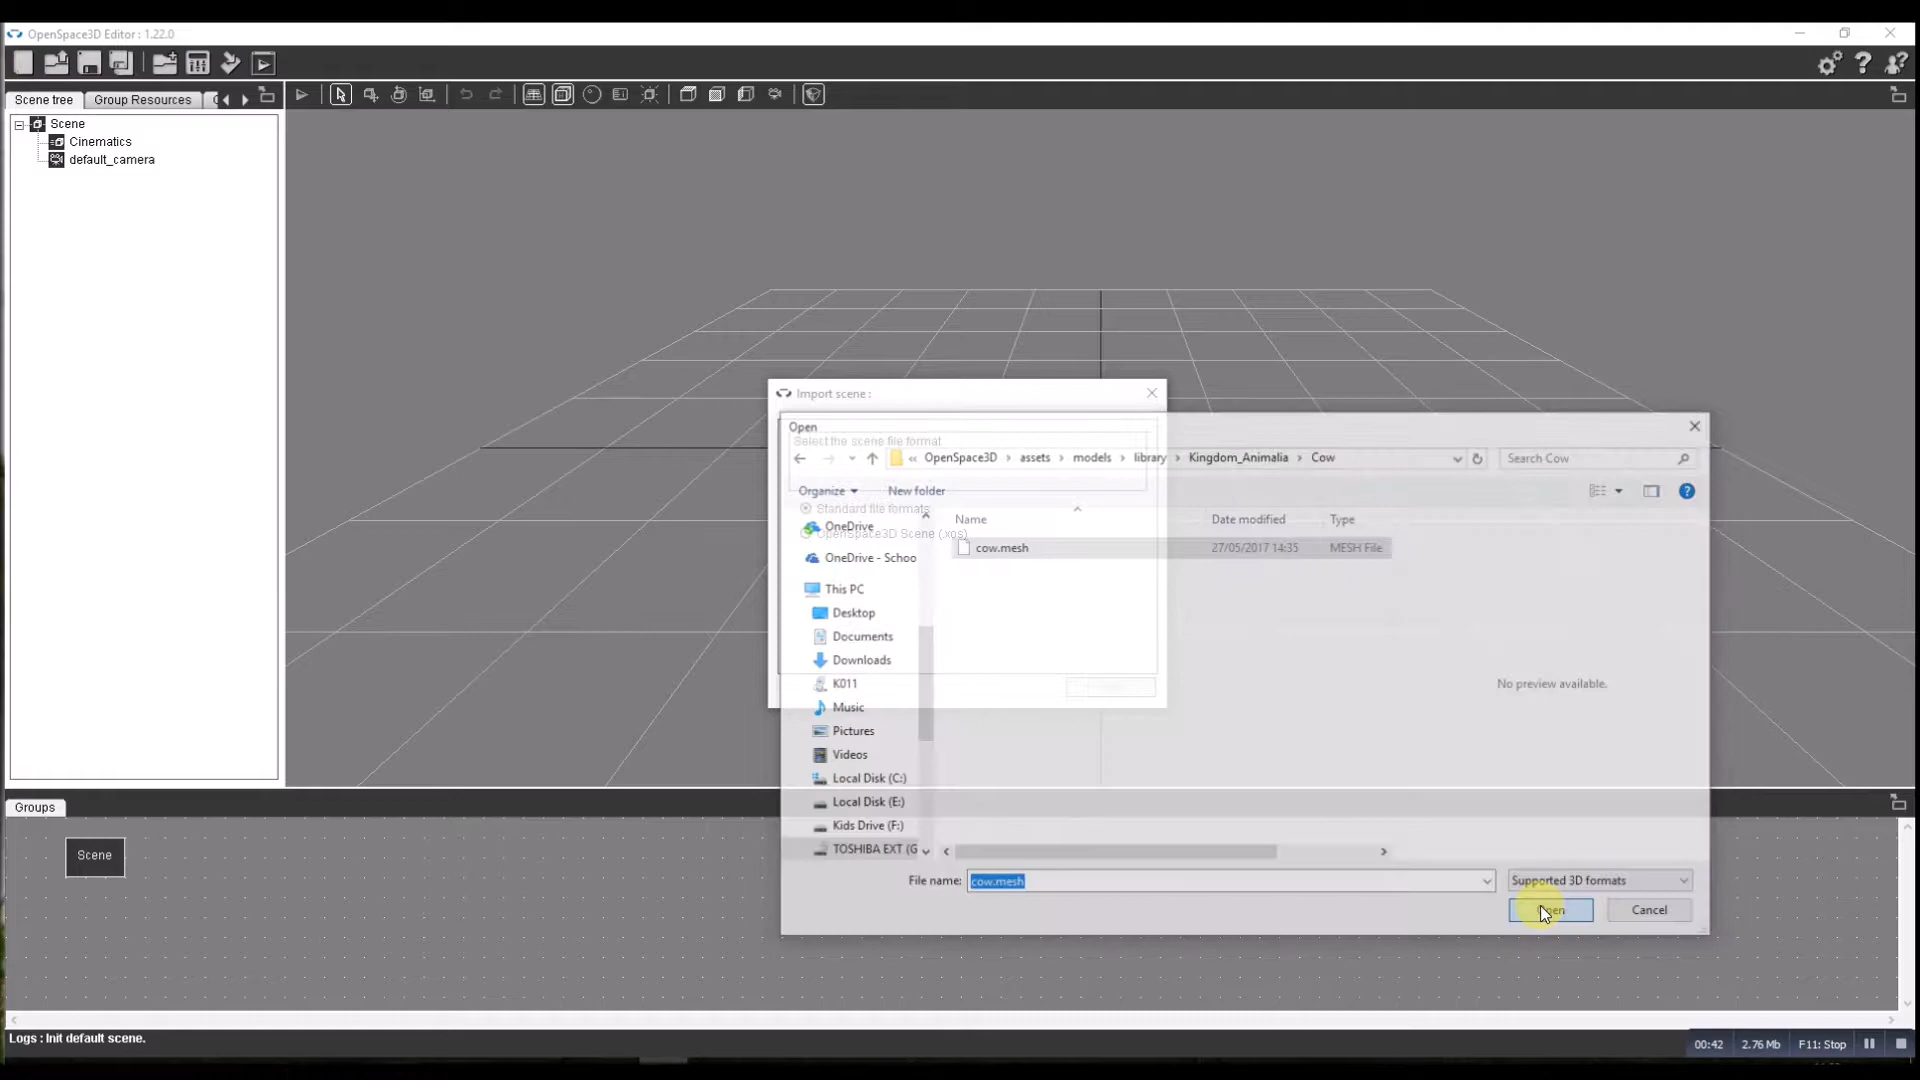 OpenSpace3D Editor : 1.22.0
Scene tree
Group Resources
Scene
Cinematics
default_camera
Import scene :
Open
Select the scene file format
« OpenSpace3D › assets › models › library › Kingdom_Animalia › Cow
Search Cow
Organize
New folder
Standard file formats
OpenSpace3D Scene (.xos)
Name
Date modified
Type
cow.mesh
27/05/2017 14:35
MESH File
OneDrive
OneDrive - Schoo
This PC
Desktop
Documents
Downloads
K011
Music
Pictures
Videos
Local Disk (C:)
Local Disk (E:)
Kids Drive (F:)
TOSHIBA EXT (G
No preview available.
File name:
cow.mesh
Supported 3D formats
Open
Cancel
Groups
Scene
Logs : Init default scene.
00:42
2.76 Mb
F11: Stop